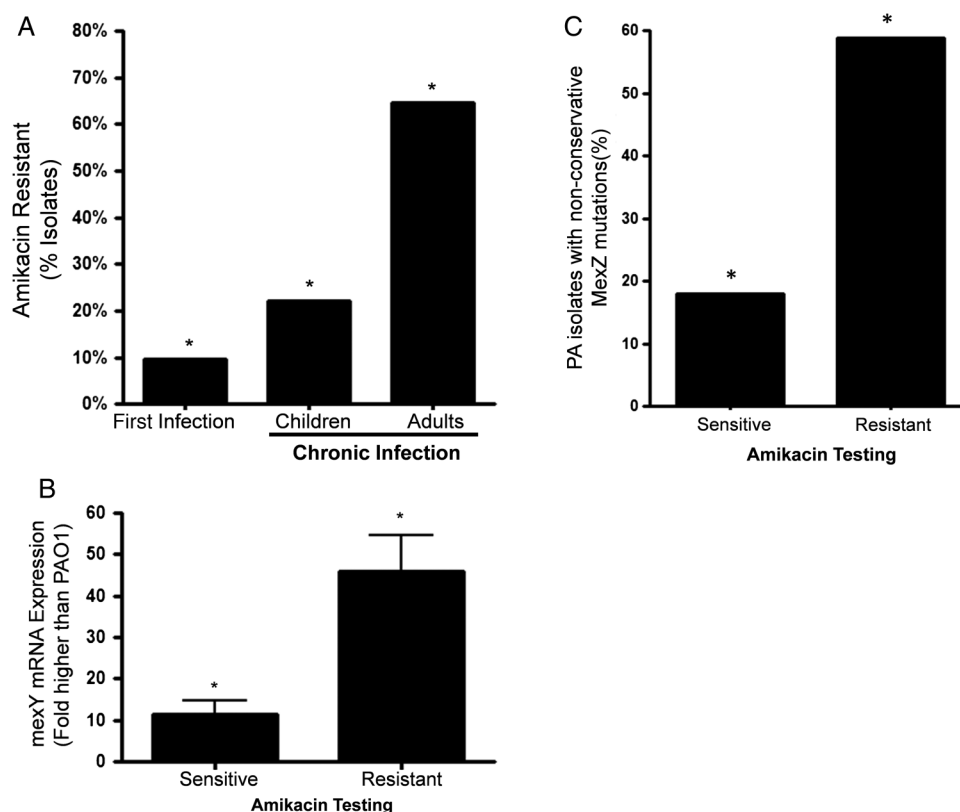 A
80%
70%
60%
50%
40%
30%
20%
10%
0%
Amikacin Resistant
(% Isolates)
*
*
*
First Infection
Children
Adults
Chronic Infection
C
60
50
40
30
20
10
0
PA isolates with non-conservative
MexZ mutations(%)
*
*
Sensitive
Resistant
Amikacin Testing
B
60
50
40
30
20
10
0
mexY mRNA Expression
(Fold higher than PAO1)
*
*
Sensitive
Resistant
Amikacin Testing